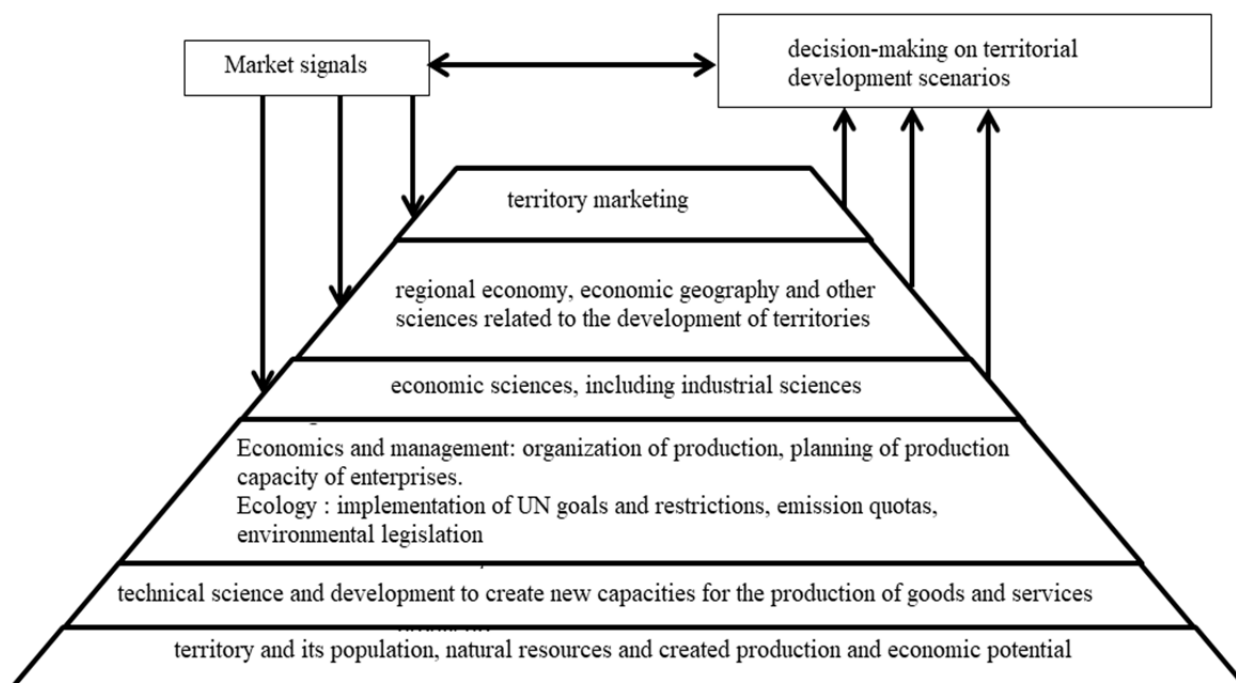 Market signals
decision-making on territorial
development scenarios
territory marketing
regional economy, economic geography and other
sciences related to the development of territories
economic sciences, including industrial sciences
Economics and management: organization of production, planning of production
capacity of enterprises.
Ecology : implementation of UN goals and restrictions, emission quotas,
environmental legislation
technical science and development to create new capacities for the production of goods and services
territory and its population, natural resources and created production and economic potential